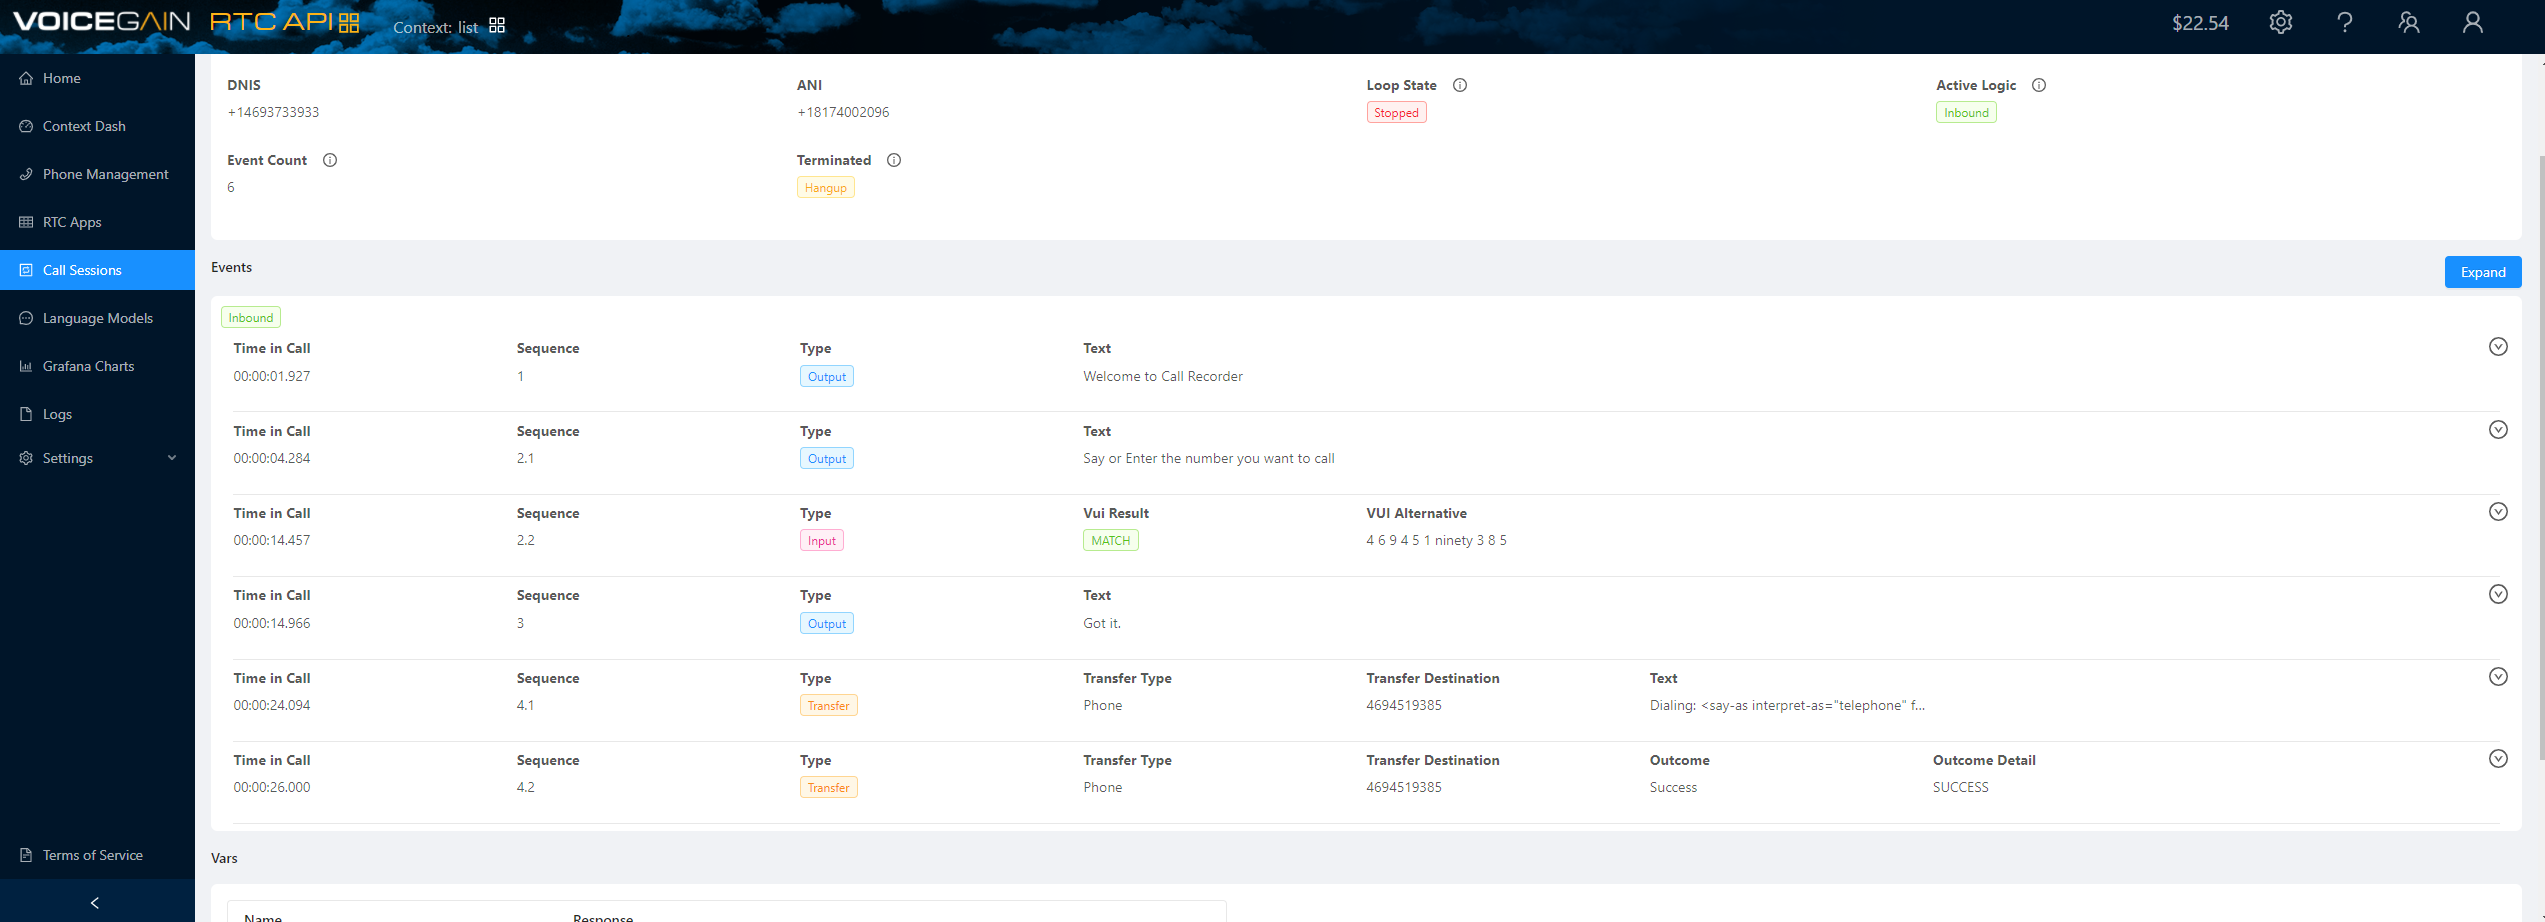 VOICEGAIN RTC API Context: list $22.54
Home
Context Dash
Phone Management
RTC Apps
Call Sessions
Language Models
Grafana Charts
Logs
Settings
Terms of Service
DNIS ANI Loop State Active Logic
+14693733933 +18174002096 Stopped Inbound
Event Count Terminated
6 Hangup
Events Expand
Inbound
Time in Call Sequence Type Text
00:00:01.927 1 Output Welcome to Call Recorder
Time in Call Sequence Type Text
00:00:04.284 2.1 Output Say or Enter the number you want to call
Time in Call Sequence Type Vui Result VUI Alternative
00:00:14.457 2.2 Input MATCH 4 6 9 4 5 1 ninety 3 8 5
Time in Call Sequence Type Text
00:00:14.966 3 Output Got it.
Time in Call Sequence Type Transfer Type Transfer Destination Text
00:00:24.094 4.1 Transfer Phone 4694519385 Dialing: <say-as interpret-as="telephone" f...
Time in Call Sequence Type Transfer Type Transfer Destination Outcome Outcome Detail
00:00:26.000 4.2 Transfer Phone 4694519385 Success SUCCESS
Vars
Name Response